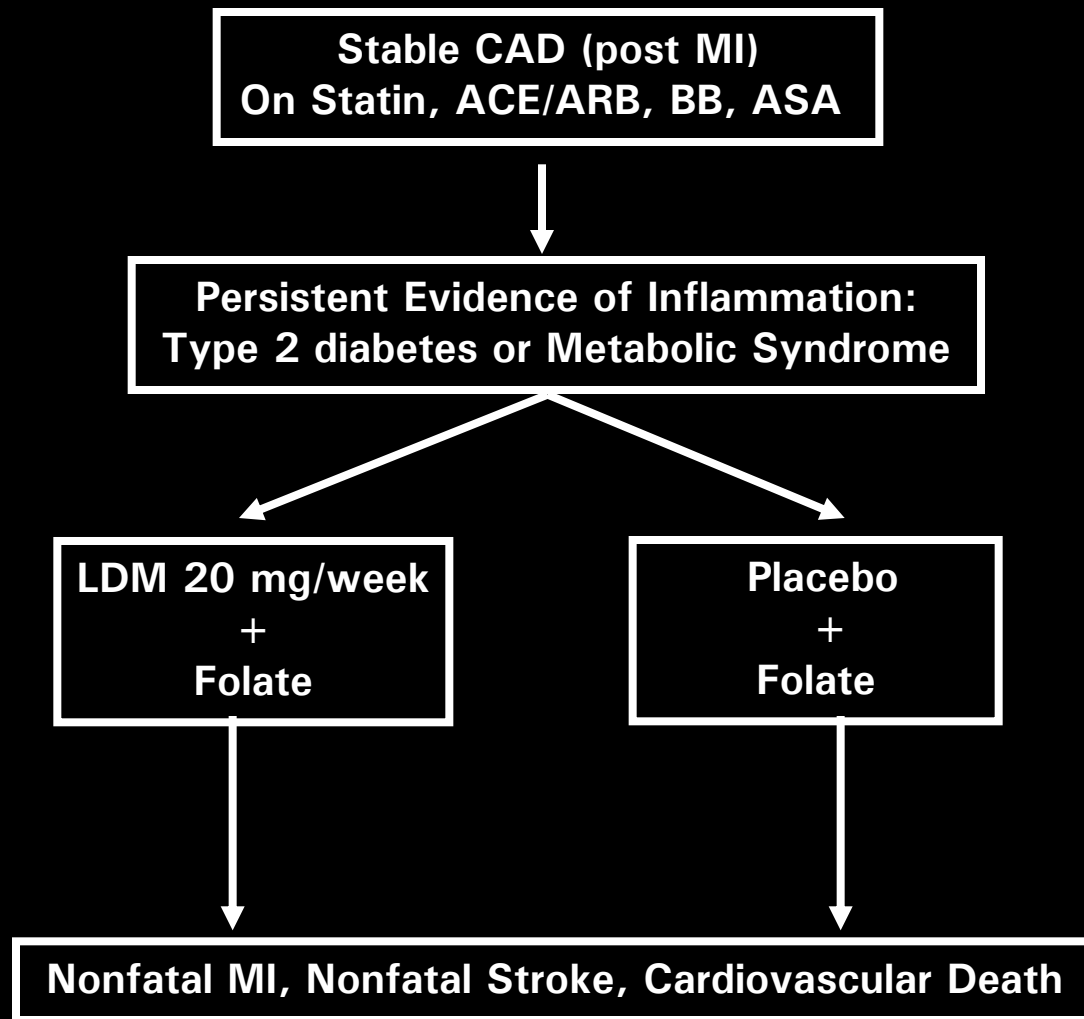 Stable CAD (post MI)
On Statin, ACE/ARB, BB, ASA
Persistent Evidence of Inflammation:
Type 2 diabetes or Metabolic Syndrome
LDM 20 mg/week
+
Folate
Placebo
+
Folate
Nonfatal MI, Nonfatal Stroke, Cardiovascular Death